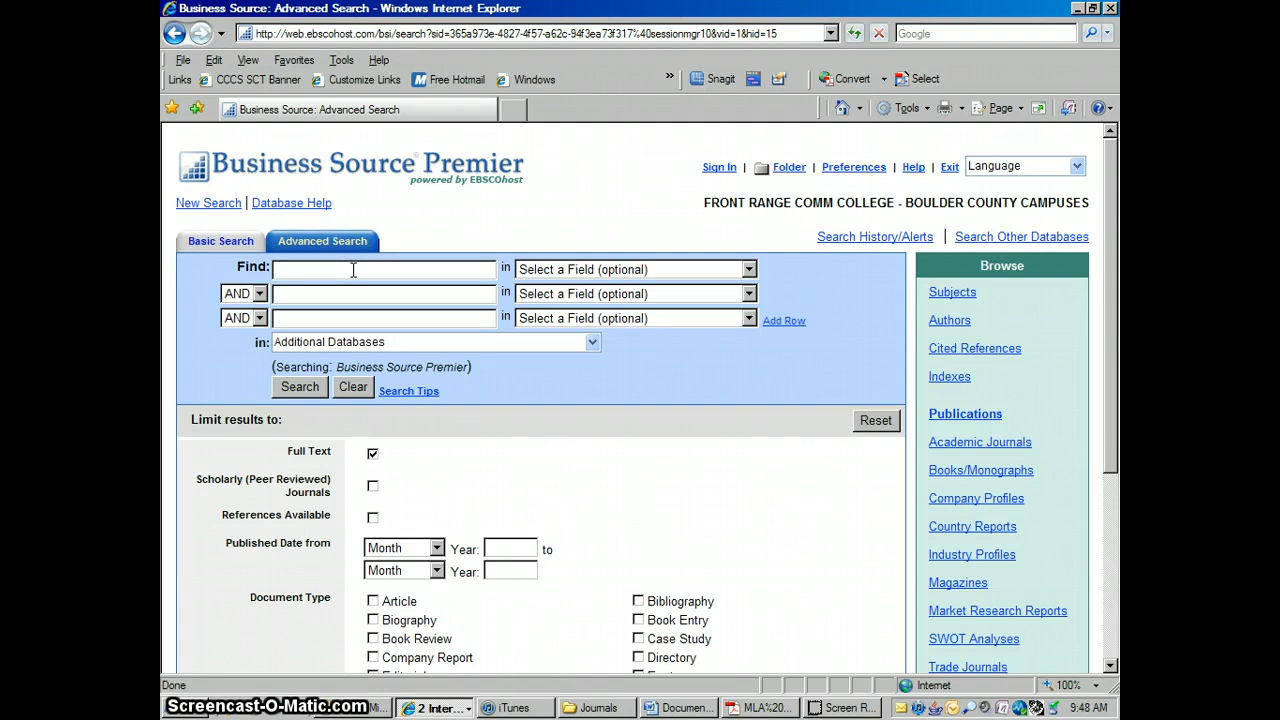 Business Source: Advanced Search - Windows Internet Explorer
http://web.ebscohost.com/bsi/search?sid=365a973e-4827-4f57-a62c-94f3ea73f317%40sessionmgr10&vid=1&hid=15
Google
File Edit View Favorites Tools Help
Links CCCS SCT Banner Customize Links Free Hotmail Windows » Snagit Convert Select
Business Source: Advanced Search Tools Page
Business Source Premier
powered by EBSCOhost
Sign In Folder Preferences Help Exit Language
New Search | Database Help
FRONT RANGE COMM COLLEGE - BOULDER COUNTY CAMPUSES
Basic Search Advanced Search
Search History/Alerts | Search Other Databases
Find: in Select a Field (optional)
AND in Select a Field (optional)
AND in Select a Field (optional) Add Row
in: Additional Databases
(Searching: Business Source Premier)
Search Clear Search Tips
Limit results to: Reset
Full Text
Scholarly (Peer Reviewed)
Journals
References Available
Published Date from Month Year: to
Month Year:
Document Type Article Bibliography
Biography Book Entry
Book Review Case Study
Company Report Directory
Browse
Subjects
Authors
Cited References
Indexes
Publications
Academic Journals
Books/Monographs
Company Profiles
Country Reports
Industry Profiles
Magazines
Market Research Reports
SWOT Analyses
Trade Journals
Done Internet 100%
Screencast-O-Matic.com 2 Inter... iTunes Journals Documen... MLA%20... Screen R... 9:48 AM